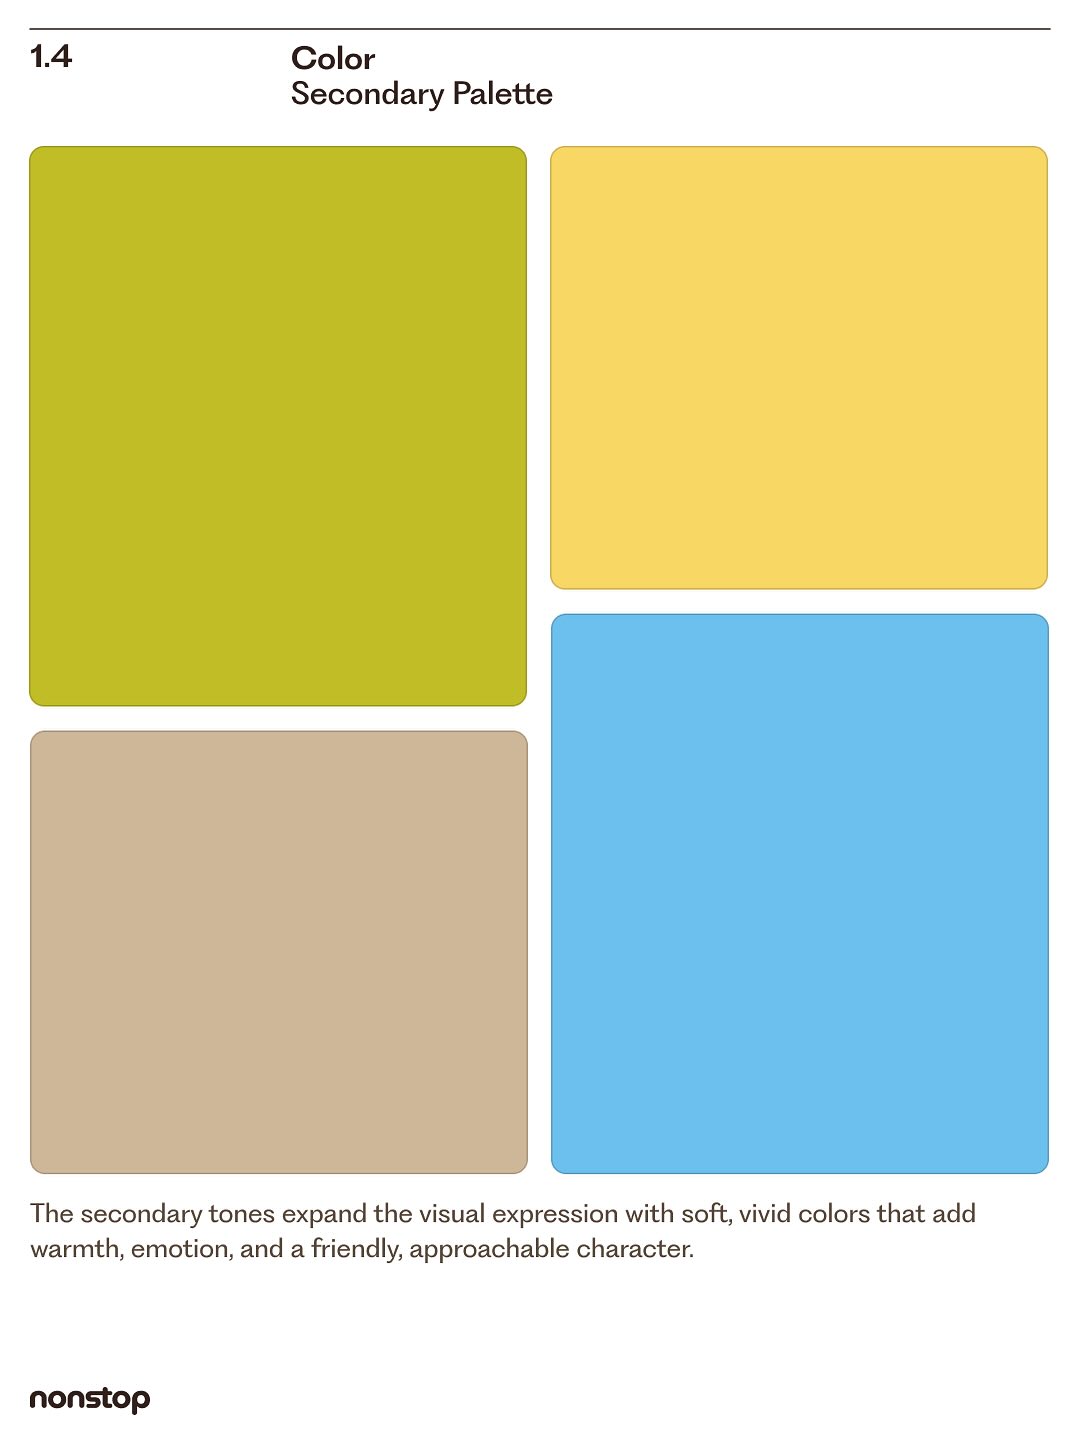 1.4
Color
Secondary Palette
The secondary tones expand the visual expression with soft, vivid colors that add
warmth, emotion, and a friendly, approachable character.
nonstop